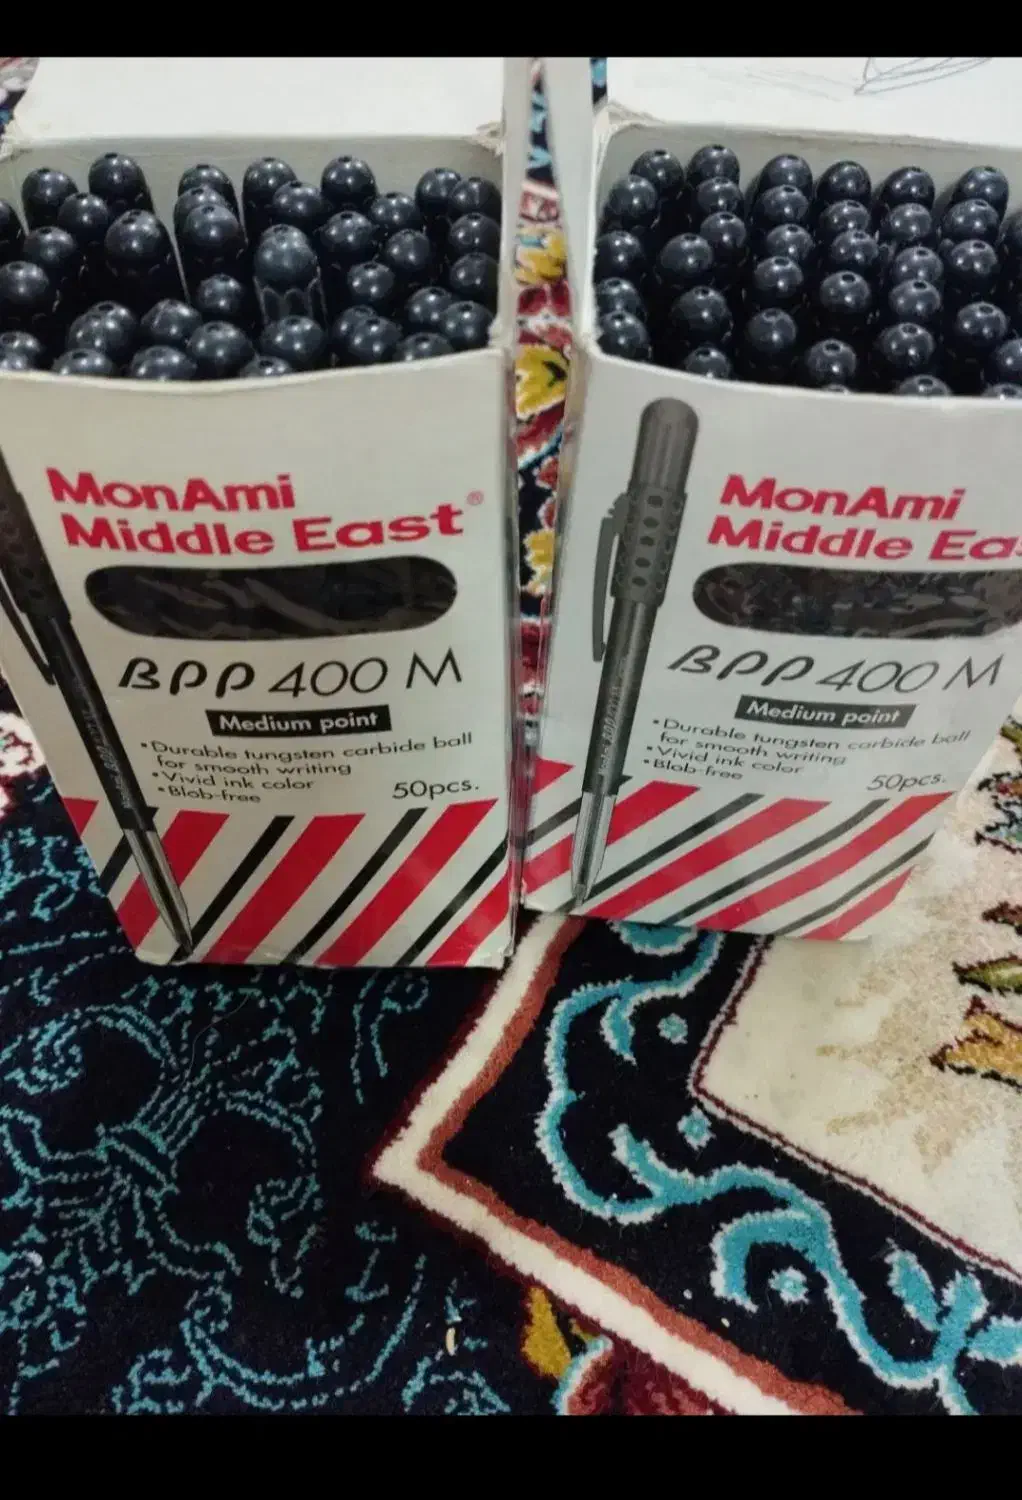 MonAmi
Middle East®
BPP 400 M
Medium point
•Durable tungsten carbide ball
for smooth writing
•Vivid ink color
•Blob-free
50pcs.
MonAmi
Middle Eas
BPP 400 M
Medium point
•Durable tungsten carbide ball
for smooth writing
•Vivid ink color
•Blob-free
50pcs.